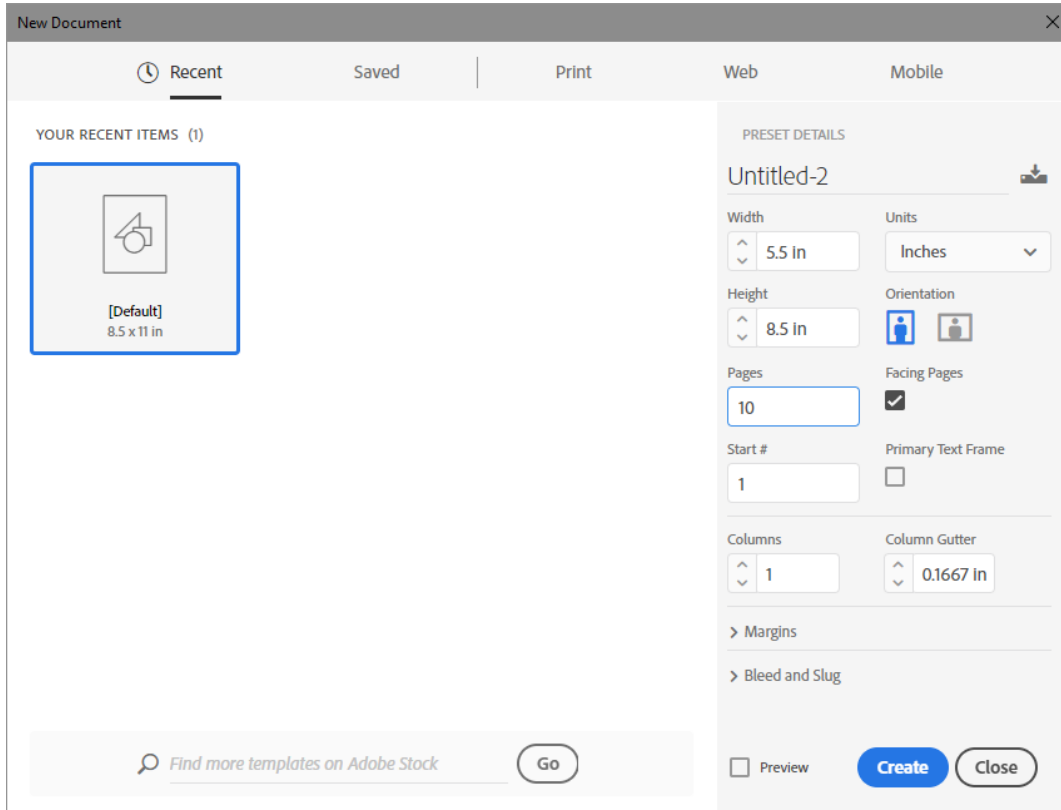 New Document
Recent Saved Print Web Mobile
YOUR RECENT ITEMS (1)
[Default]
8.5 x 11 in
Find more templates on Adobe Stock Go
PRESET DETAILS
Untitled-2
Width Units
5.5 in Inches
Height Orientation
8.5 in
Pages Facing Pages
10
Start # Primary Text Frame
1
Columns Column Gutter
1 0.1667 in
Margins
Bleed and Slug
Preview Create Close